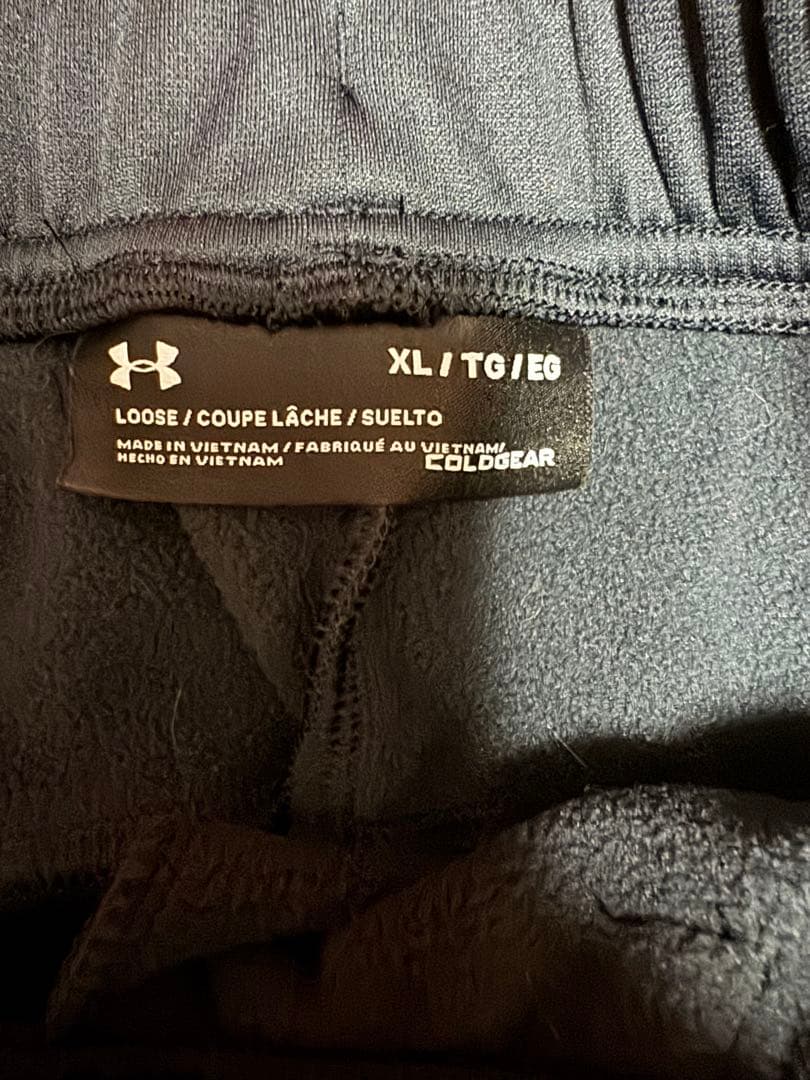 XL / TG / EG
LOOSE / COUPE LÂCHE / SUELTO
MADE IN VIETNAM / FABRIQUÉ AU VIETNAM/
HECHO EN VIETNAM
COLDGEAR